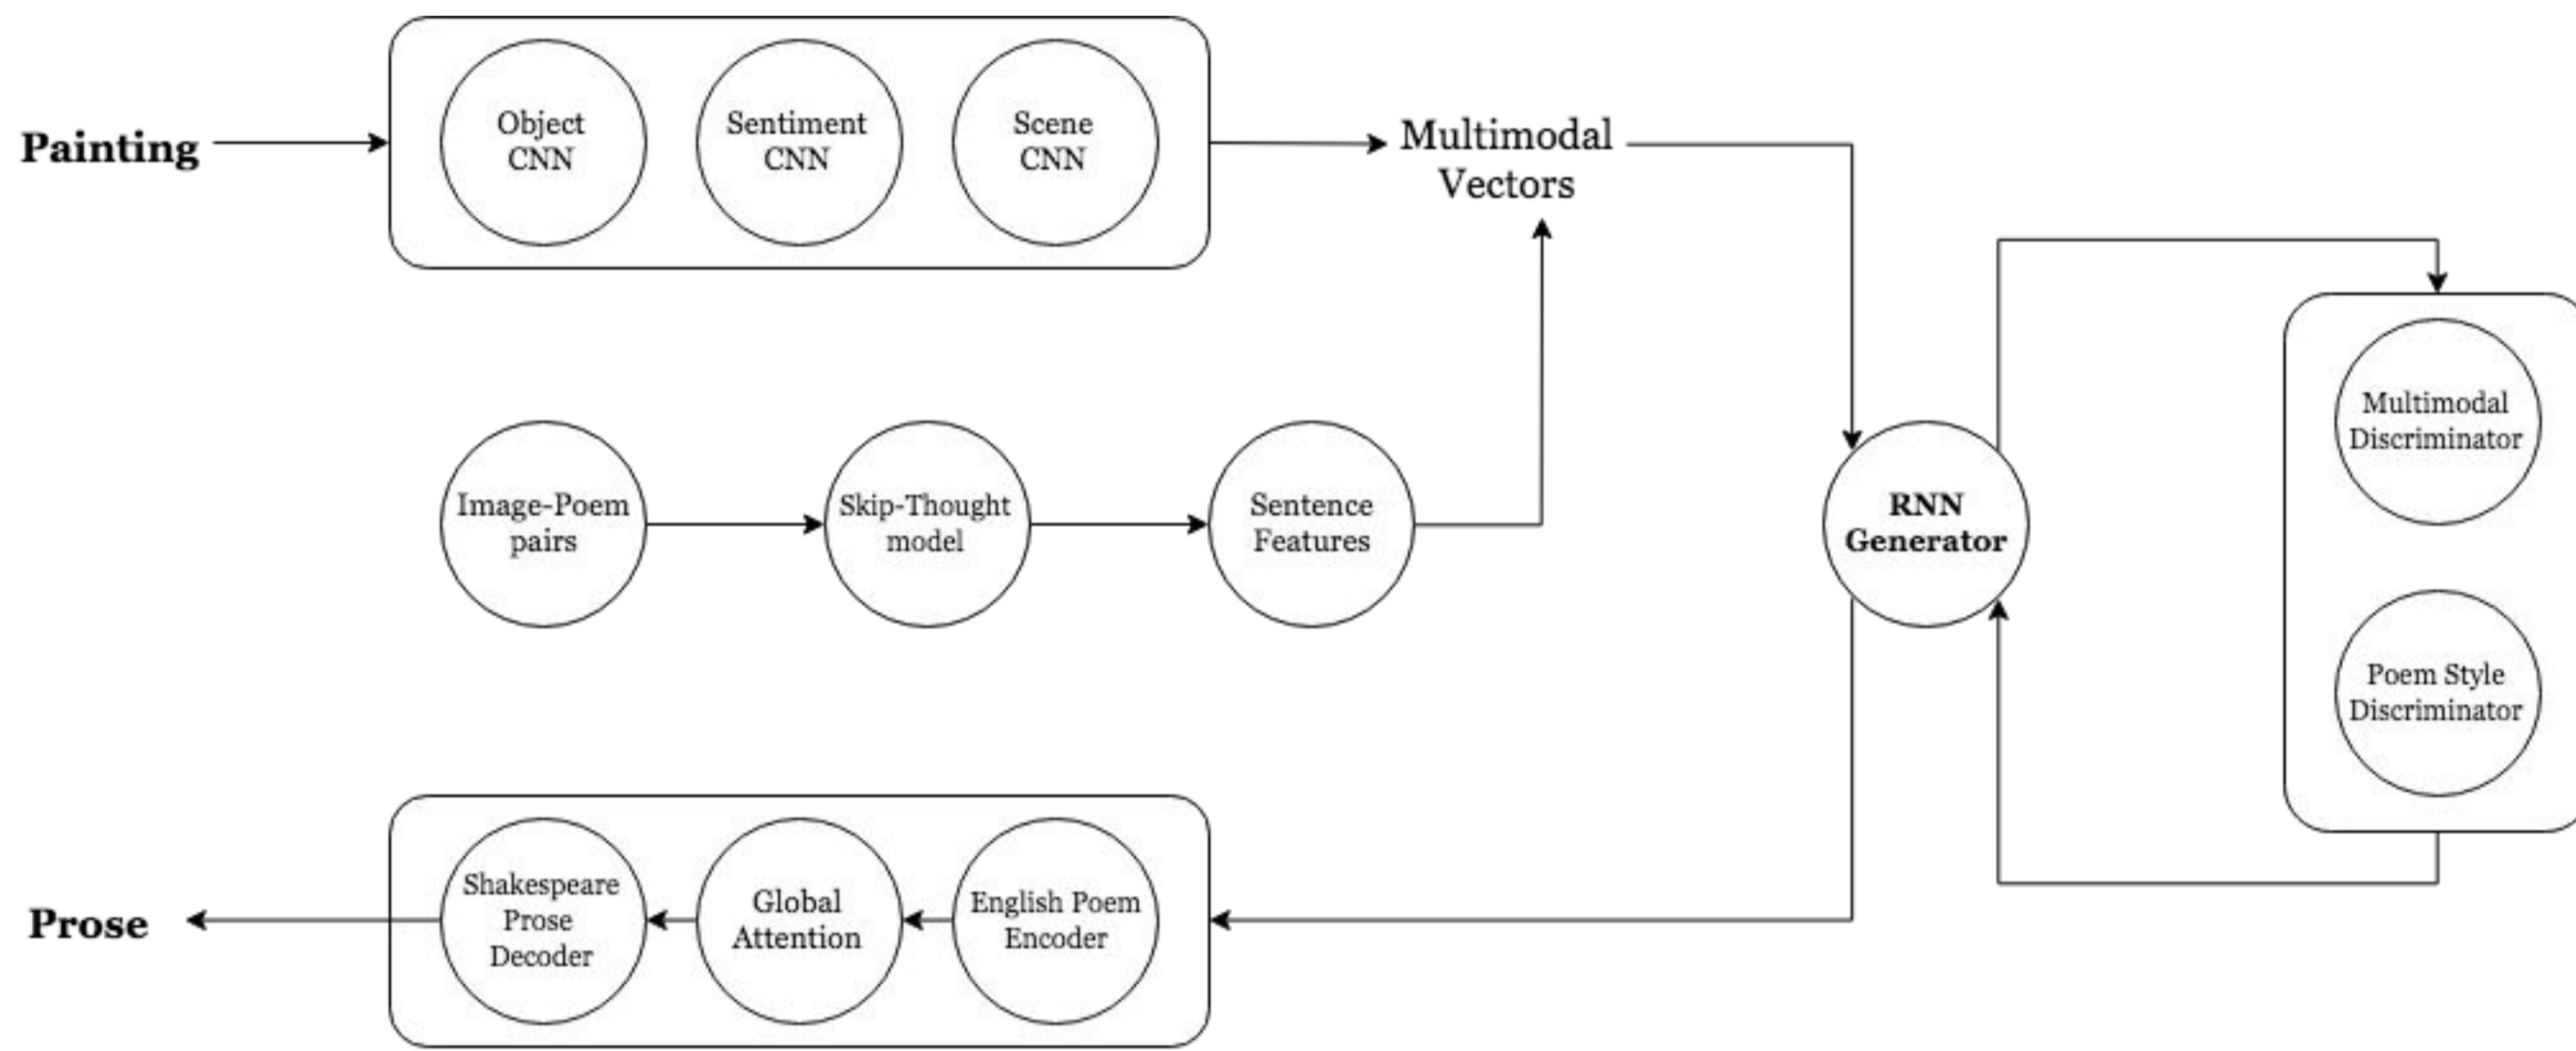 Painting
Object
CNN
Sentiment
CNN
Scene
CNN
Multimodal
Vectors
Multimodal
Discriminator
Image-Poem
pairs
Skip-Thought
model
Sentence
Features
RNN
Generator
Poem Style
Discriminator
Prose
Shakespeare
Prose
Decoder
Global
Attention
English Poem
Encoder